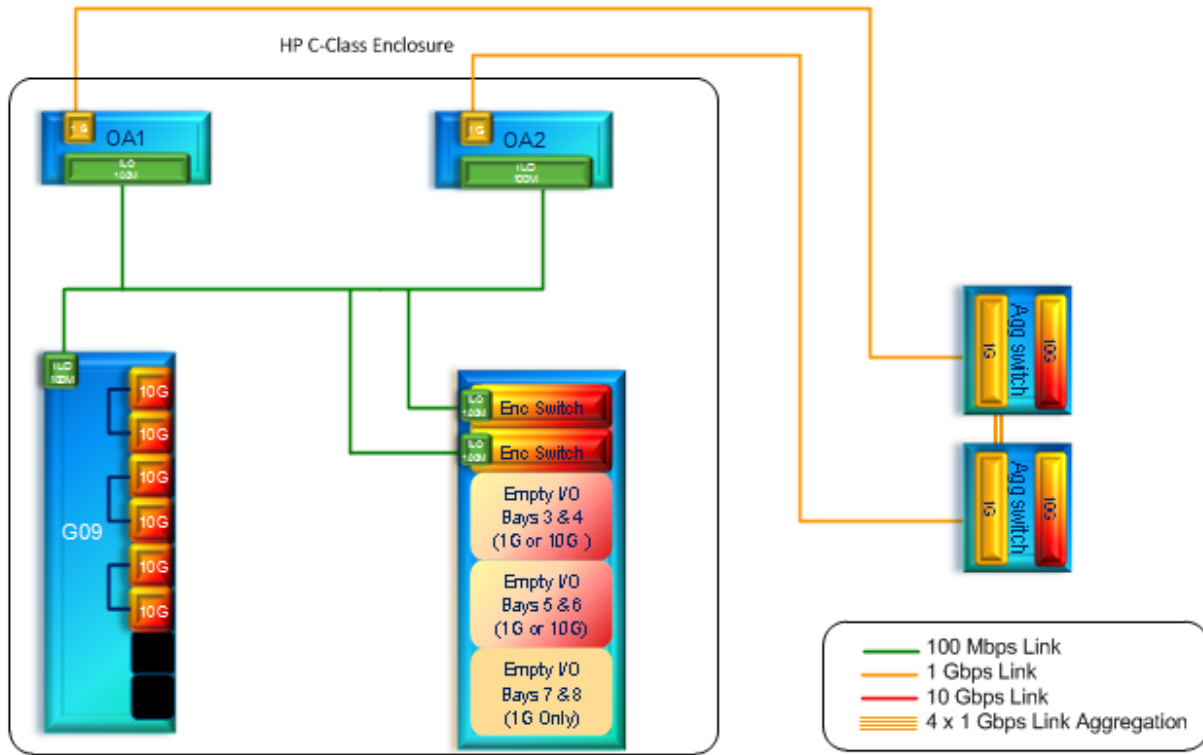 HP C-Class Enclosure
1G
OA1
ILO
100M
1G
OA2
ILO
100M
ILO
100M
10G
10G
10G
10G
10G
10G
G09
ILO
100M
Enc Switch
ILO
100M
Enc Switch
Empty I/O
Bays 3 & 4
(1G or 10G )
Empty I/O
Bays 5 & 6
(1G or 10G)
Empty I/O
Bays 7 & 8
(1G Only)
1G
Agg switch
10G
1G
Agg switch
10G
100 Mbps Link
1 Gbps Link
10 Gbps Link
4 x 1 Gbps Link Aggregation